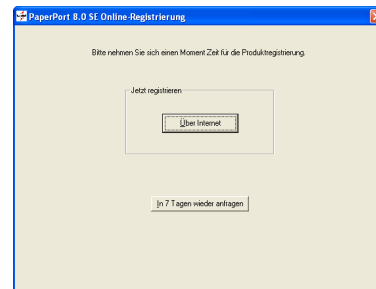 PaperPort 8.0 SE Online-Registrierung
Bitte nehmen Sie sich einen Moment Zeit für die Produktregistrierung.
Jetzt registrieren
Über Internet
In 7 Tagen wieder anfragen